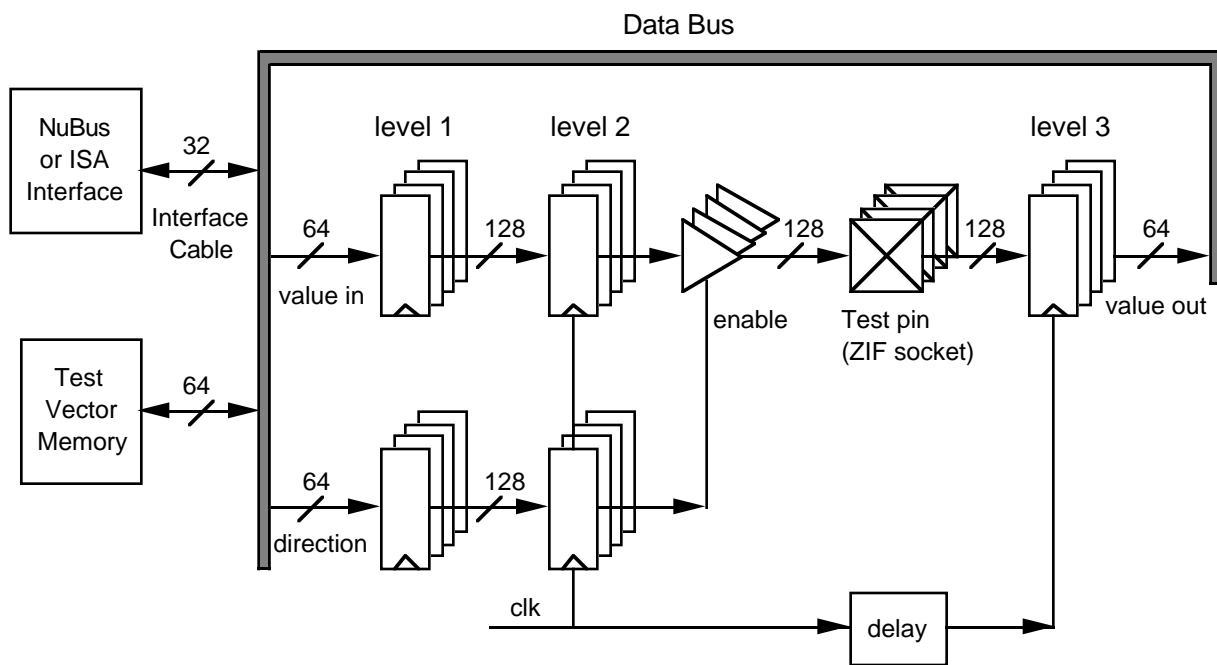 Data Bus
NuBus
or ISA
Interface
32
Interface
Cable
level 1
level 2
level 3
64
value in
128
128
128
64
value out
enable
Test pin
(ZIF socket)
Test
Vector
Memory
64
64
direction
128
clk
delay